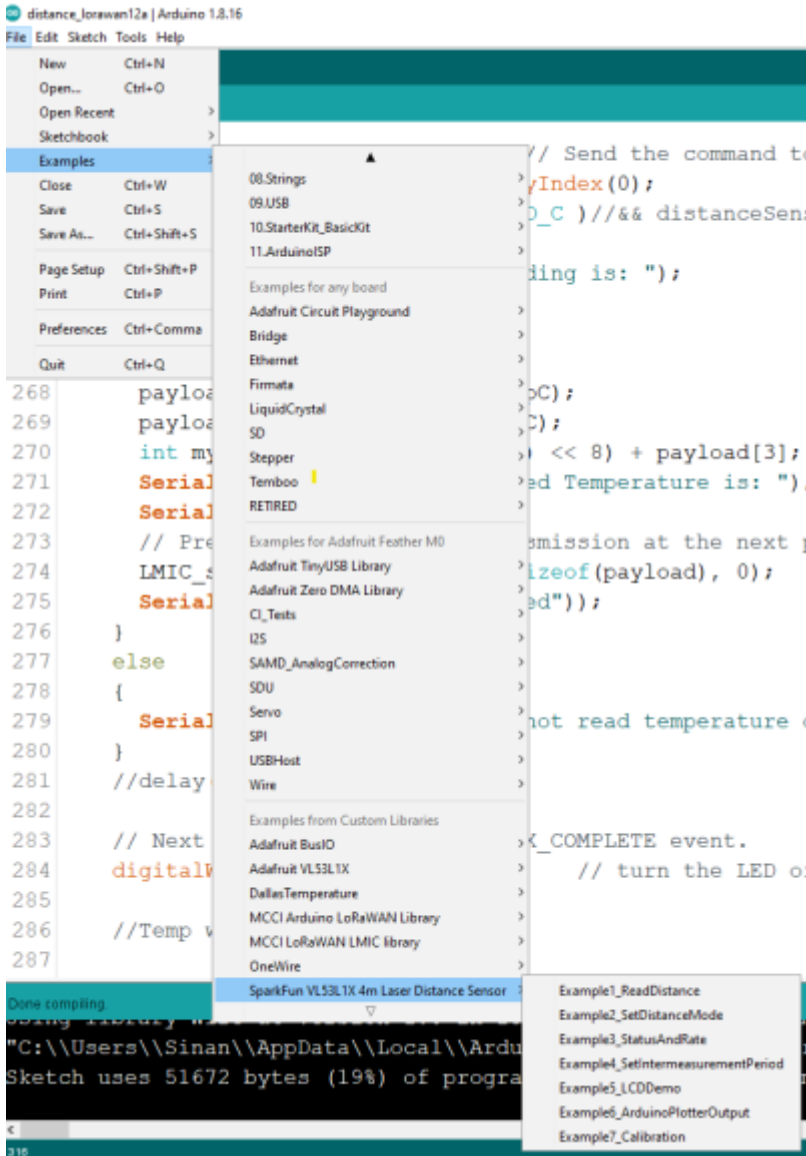 distance_lorawan12a | Arduino 1.8.16
File Edit Sketch Tools Help
New Ctrl+N
Open... Ctrl+O
Open Recent
Sketchbook
Examples
Close Ctrl+W
Save Ctrl+S
Save As... Ctrl+Shift+S
Page Setup Ctrl+Shift+P
Print Ctrl+P
Preferences Ctrl+Comma
Quit Ctrl+Q
08.Strings
09.USB
10.StarterKit_BasicKit
11.ArduinoISP
Examples for any board
Adafruit Circuit Playground
Bridge
Ethernet
Firmata
LiquidCrystal
SD
Stepper
Temboo
RETIRED
Examples for Adafruit Feather M0
Adafruit TinyUSB Library
Adafruit Zero DMA Library
CI_Tests
I2S
SAMD_AnalogCorrection
SDU
Servo
SPI
USBHost
Wire
Examples from Custom Libraries
Adafruit BusIO
Adafruit VL53L1X
DallasTemperature
MCCI Arduino LoRaWAN Library
MCCI LoRaWAN LMIC library
OneWire
SparkFun VL53L1X 4m Laser Distance Sensor
Example1_ReadDistance
Example2_SetDistanceMode
Example3_StatusAndRate
Example4_SetIntermeasurementPeriod
Example5_LCDDemo
Example6_ArduinoPlotterOutput
Example7_Calibration
// Send the command to
yIndex(0);
D_C )//&& distanceSens
ding is: ");
268 payloa pC);
269 payloa C);
270 int my ) << 8) + payload[3];
271 Serial ed Temperature is: ")
272 Serial
273 // Pre smission at the next p
274 LMIC_s izeof(payload), 0);
275 Serial ed"));
276 }
277 else
278 {
279 Serial not read temperature
280 }
281 //delay
282
283 // Next X_COMPLETE event.
284 digitalW // turn the LED o
285
286 //Temp w
287
Done compiling.
"C:\\Users\\Sinan\\AppData\\Local\\Ardu
Sketch uses 51672 bytes (19%) of progra
316